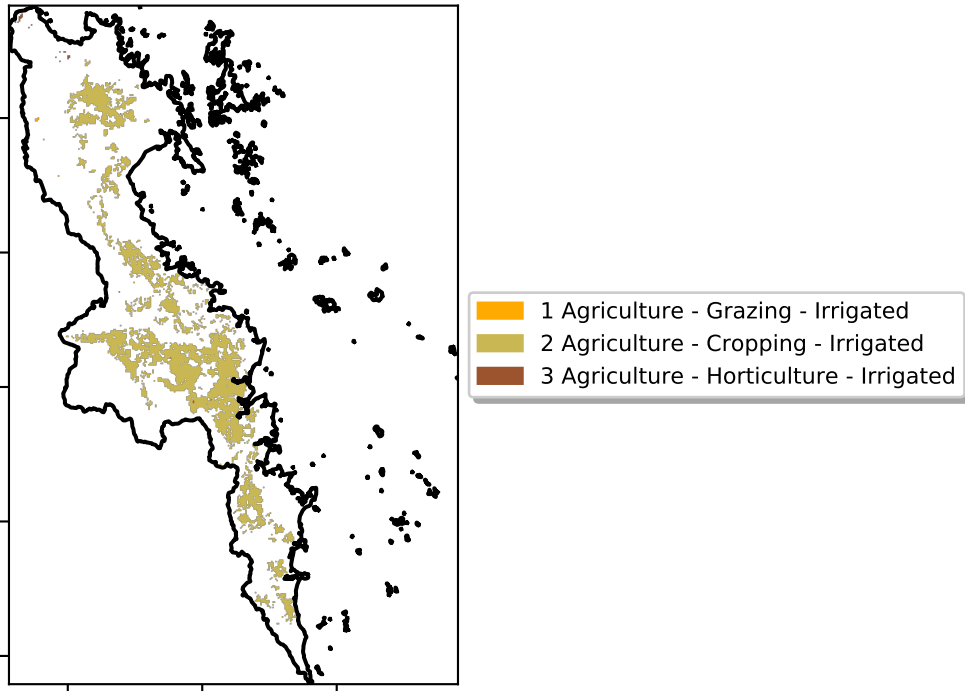 1 Agriculture - Grazing - Irrigated
2 Agriculture - Cropping - Irrigated
3 Agriculture - Horticulture - Irrigated